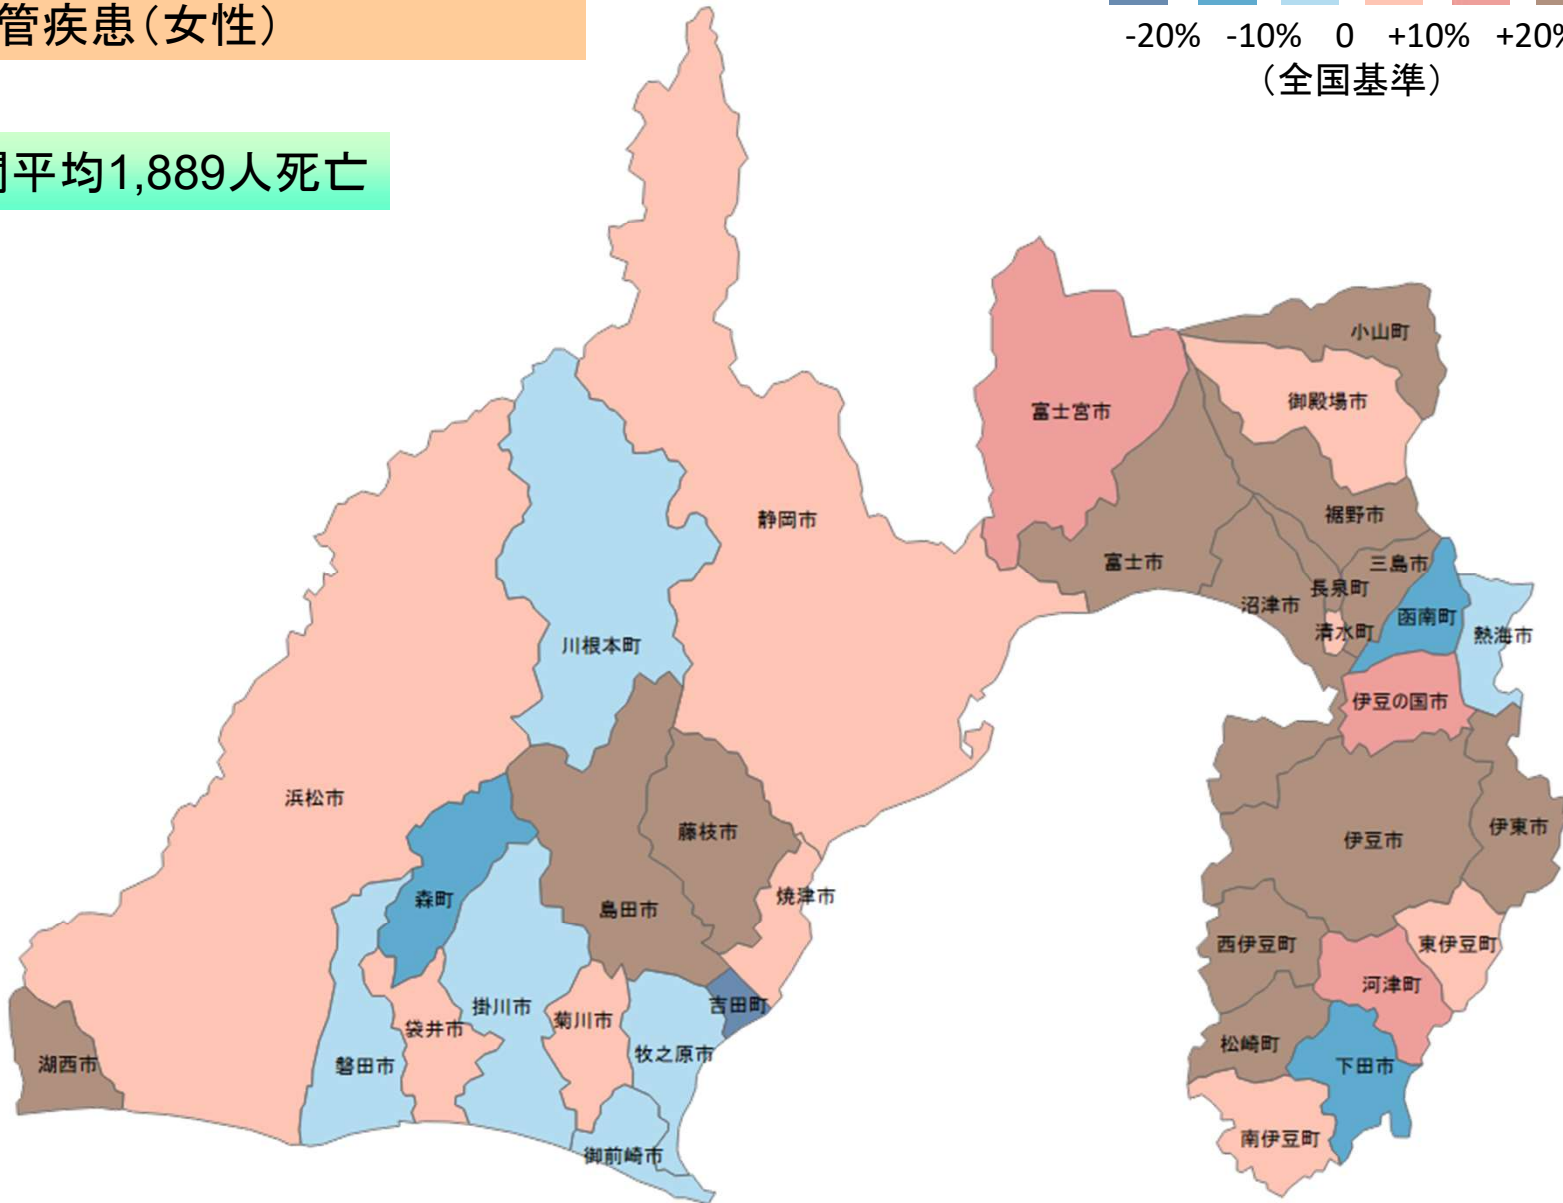 管疾患（女性）
-20% -10% 0 +10% +20%
（全国基準）
間平均1,889人死亡
小山町
御殿場市
富士宮市
静岡市
裾野市
富士市
三島市
長泉町
沼津市
函南町
清水町
熱海市
川根本町
伊豆の国市
浜松市
藤枝市
伊東市
伊豆市
焼津市
森町
島田市
西伊豆町
東伊豆町
河津町
吉田町
掛川市
菊川市
袋井市
松崎町
牧之原市
湖西市
磐田市
下田市
南伊豆町
御前崎市